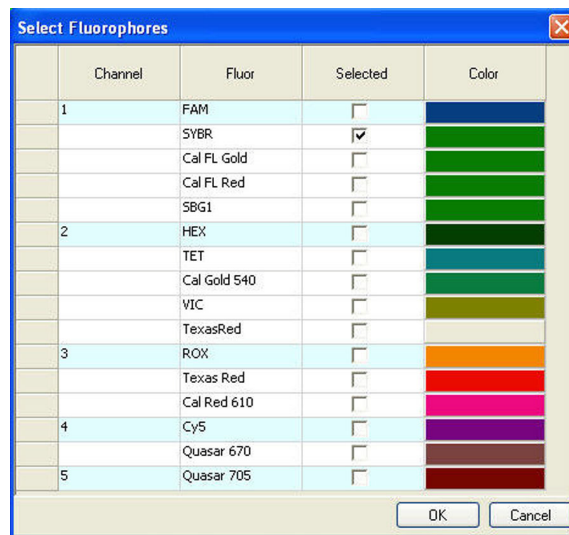 Select Fluorophores
Channel Fluor Selected Color
1 FAM
SYBR
Cal FL Gold
Cal FL Red
SBG1
2 HEX
TET
Cal Gold 540
VIC
TexasRed
3 ROX
Texas Red
Cal Red 610
4 Cy5
Quasar 670
5 Quasar 705
OK Cancel